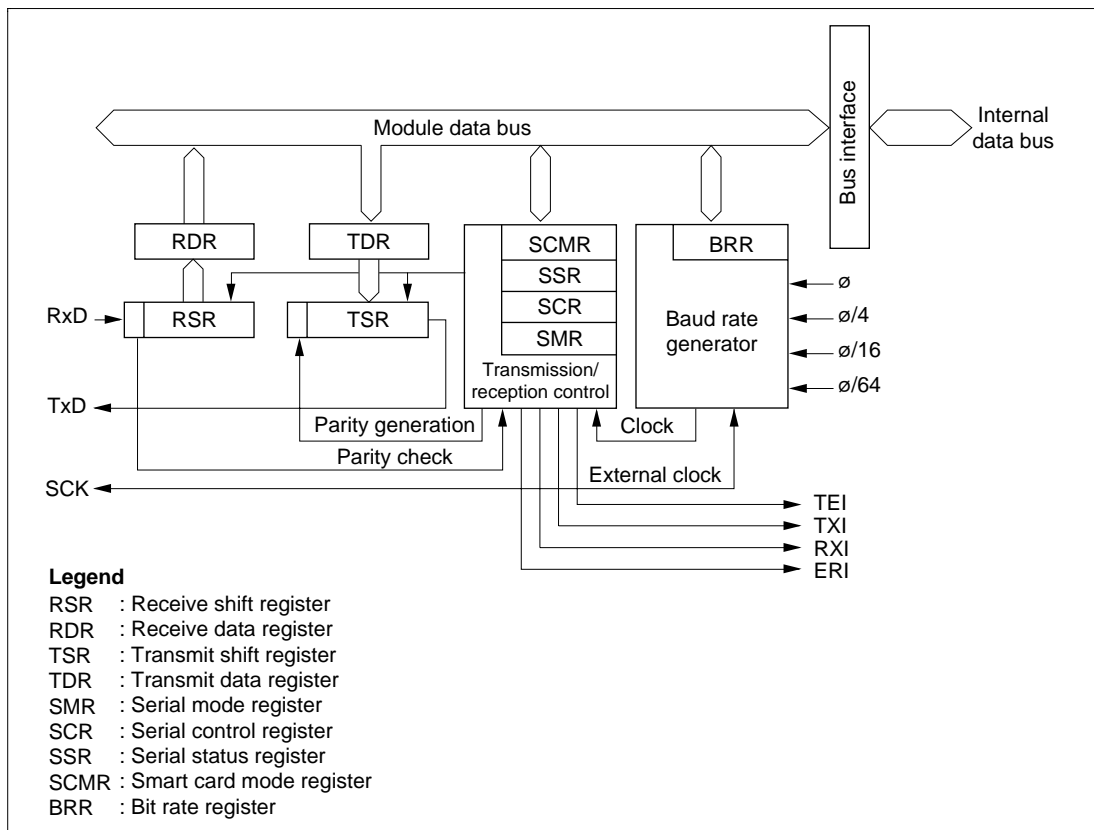 Module data bus
Bus interface
Internal
data bus
RDR
TDR
SCMR
BRR
SSR
SCR
SMR
RxD
RSR
TSR
Transmission/
reception control
Baud rate
generator
ø
ø/4
ø/16
ø/64
TxD
Parity generation
Clock
Parity check
SCK
External clock
TEI
TXI
RXI
ERI
Legend
RSR : Receive shift register
RDR : Receive data register
TSR : Transmit shift register
TDR : Transmit data register
SMR : Serial mode register
SCR : Serial control register
SSR : Serial status register
SCMR : Smart card mode register
BRR : Bit rate register